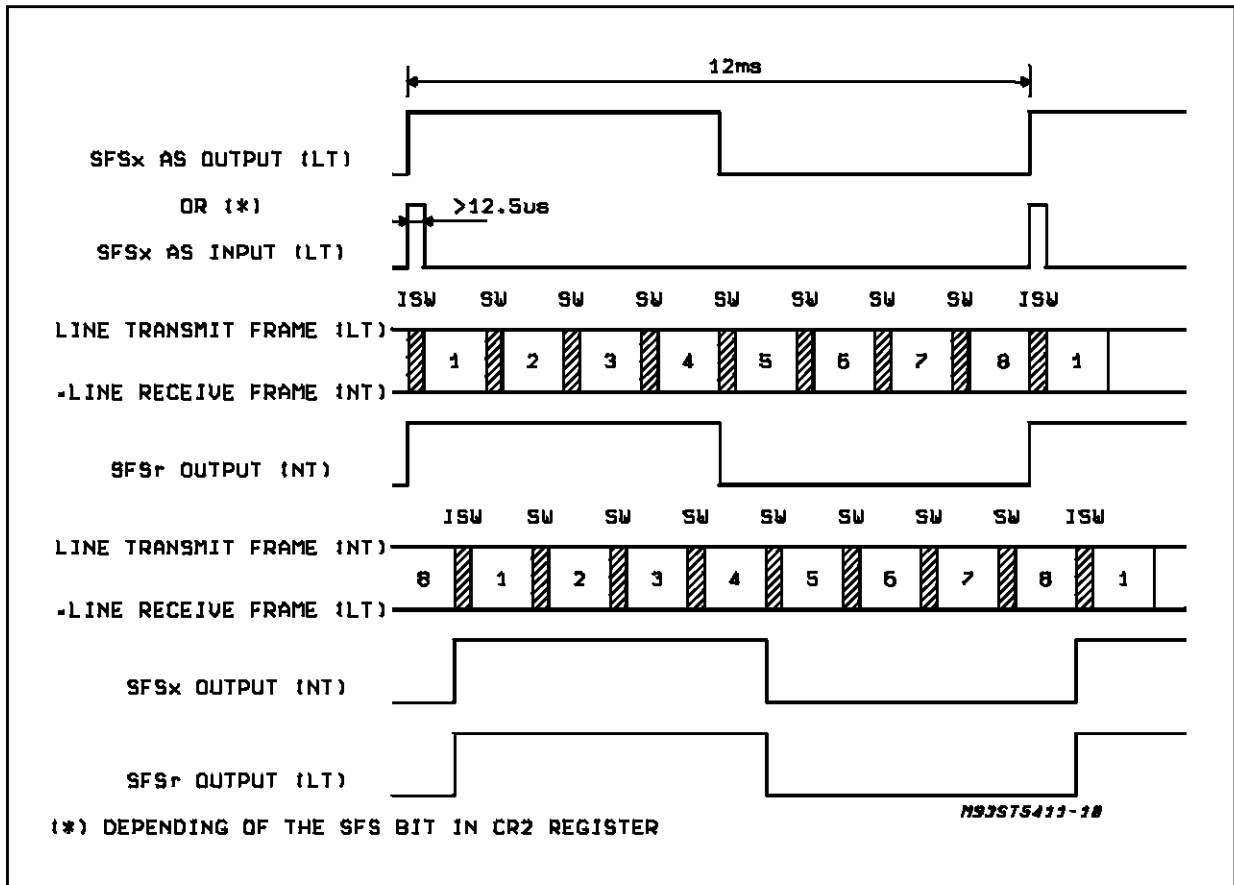 12ms
SFSx AS OUTPUT (LT)
OR (*)
>12.5us
SFSx AS INPUT (LT)
ISW SW SW SW SW SW SW SW ISW
LINE TRANSMIT FRAME (LT)
1 2 3 4 5 6 7 8 1
-LINE RECEIVE FRAME (NT)
SFSr OUTPUT (NT)
ISW SW SW SW SW SW SW SW ISW
LINE TRANSMIT FRAME (NT)
8 1 2 3 4 5 6 7 8 1
-LINE RECEIVE FRAME (LT)
SFSx OUTPUT (NT)
SFSr OUTPUT (LT)
M93ST5411-10
(*) DEPENDING OF THE SFS BIT IN CR2 REGISTER